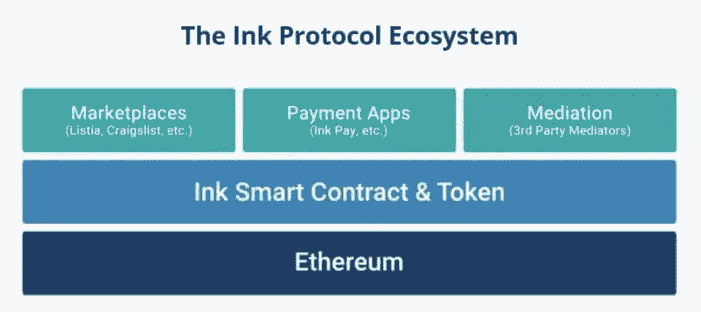 The Ink Protocol Ecosystem
Marketplaces
(Listia, Craigslist, etc.)
Payment Apps
(Ink Pay, etc.)
Mediation
(3rd Party Mediators)
Ink Smart Contract & Token
Ethereum